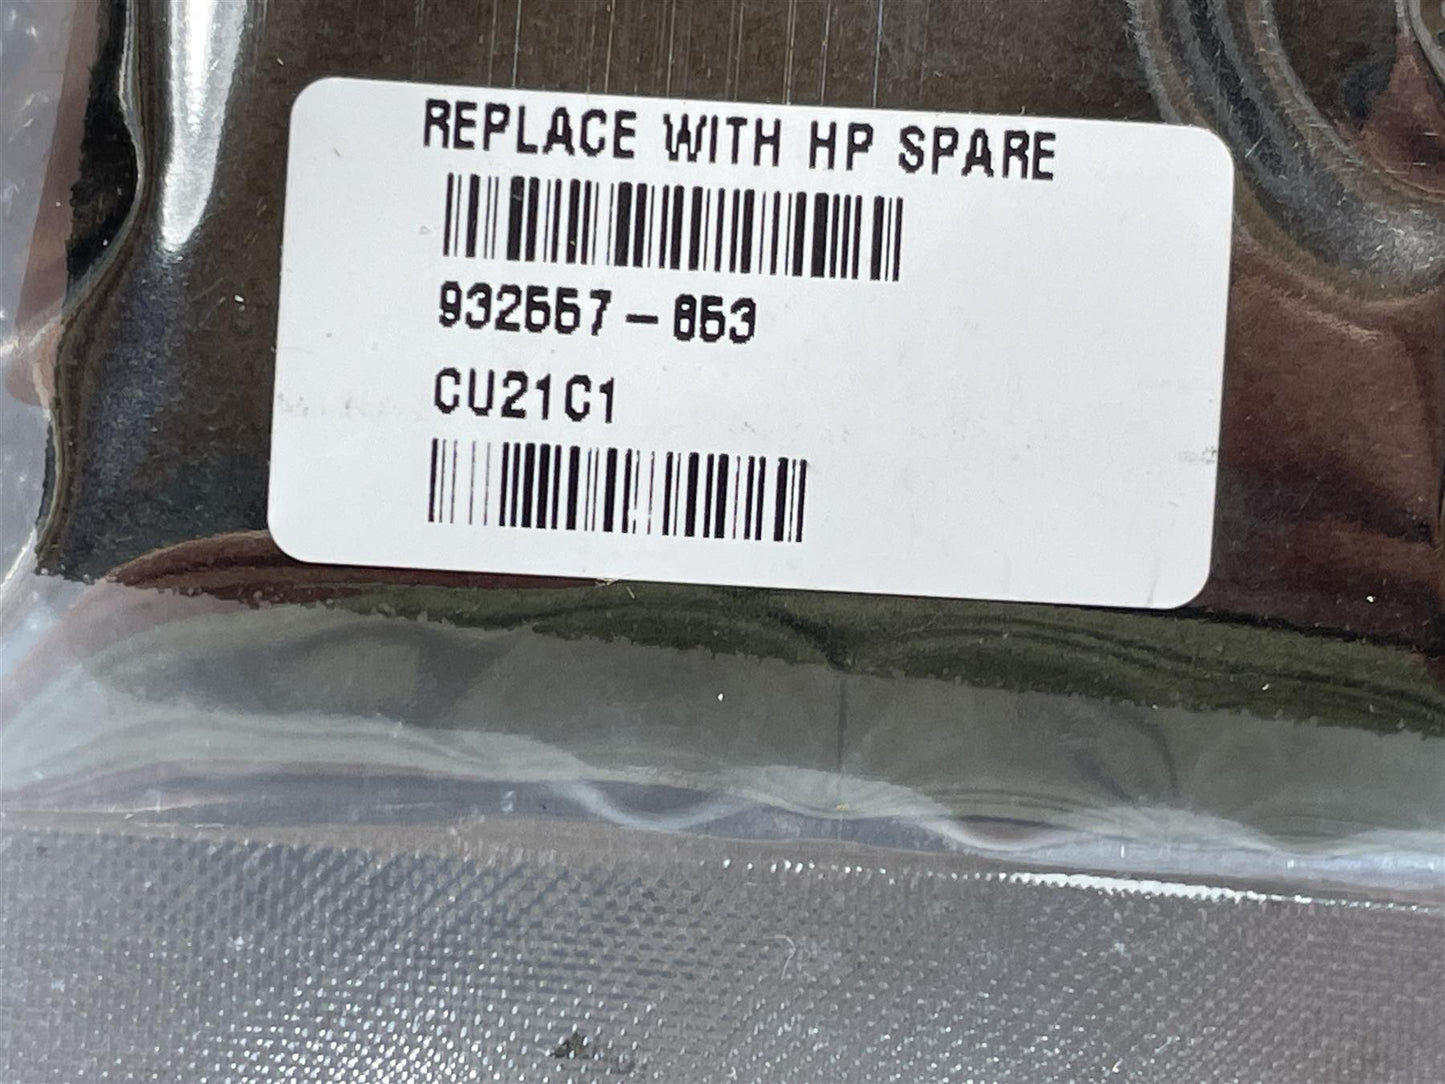 REPLACE WITH HP SPARE
932557-853
CU21C1